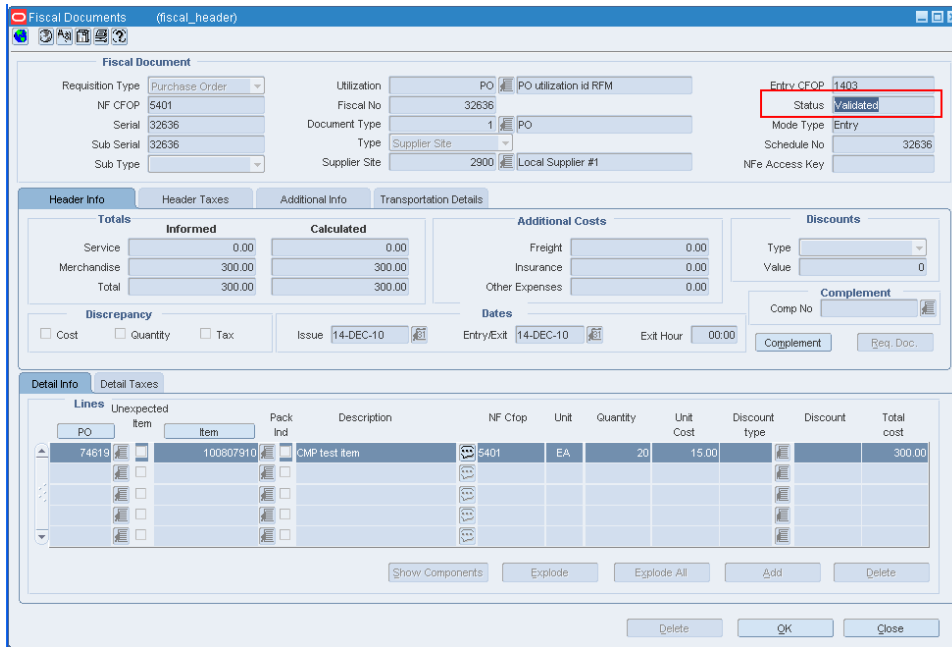 Fiscal Documents (fiscal_header)
Fiscal Document
Requisition Type Purchase Order Utilization PO PO utilization id RFM Entry CFOP 1403
NF CFOP 5401 Fiscal No 32636 Status Validated
Serial 32636 Document Type 1 PO Mode Type Entry
Sub Serial 32636 Type Supplier Site Schedule No 32636
Sub Type Supplier Site 2900 Local Supplier #1 NFe Access Key
Header Info Header Taxes Additional Info Transportation Details
Totals Additional Costs Discounts
Informed Calculated
Service 0.00 0.00 Freight 0.00 Type
Merchandise 300.00 300.00 Insurance 0.00 Value 0
Total 300.00 300.00 Other Expenses 0.00
Complement
Comp No
Discrepancy Dates
Cost Quantity Tax Issue 14-DEC-10 Entry/Exit 14-DEC-10 Exit Hour 00:00
Complement Req. Doc.
Detail Info Detail Taxes
Lines
PO Unexpected Item Item Pack Ind Description NF Cfop Unit Quantity Unit Cost Discount type Discount Total cost
74619 100807910 CMP test item 5401 EA 20 15.00 300.00
Show Components Explode Explode All Add Delete
Delete OK Close